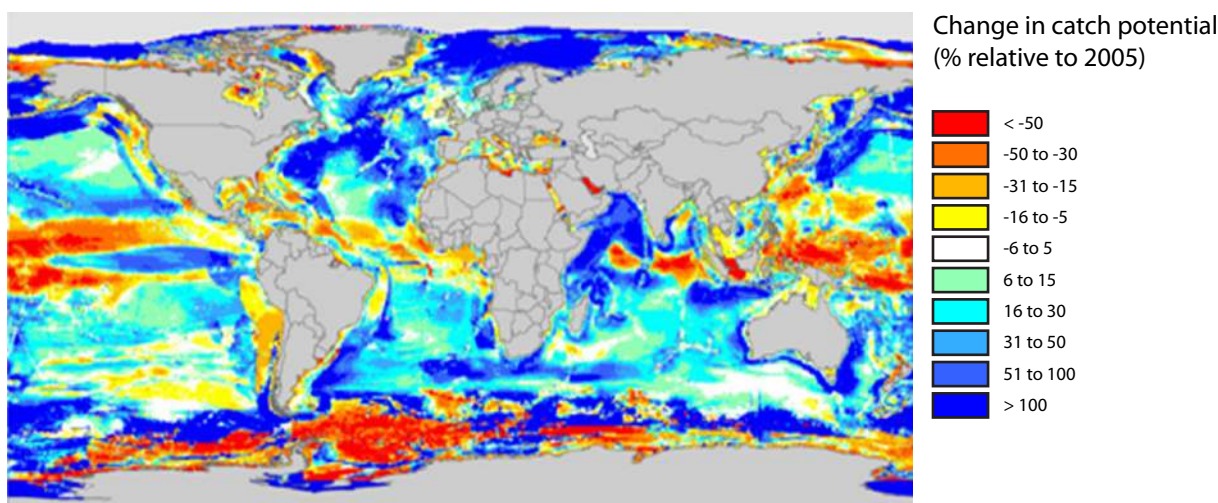 Change in catch potential
(% relative to 2005)
< -50
-50 to -30
-31 to -15
-16 to -5
-6 to 5
6 to 15
16 to 30
31 to 50
51 to 100
> 100